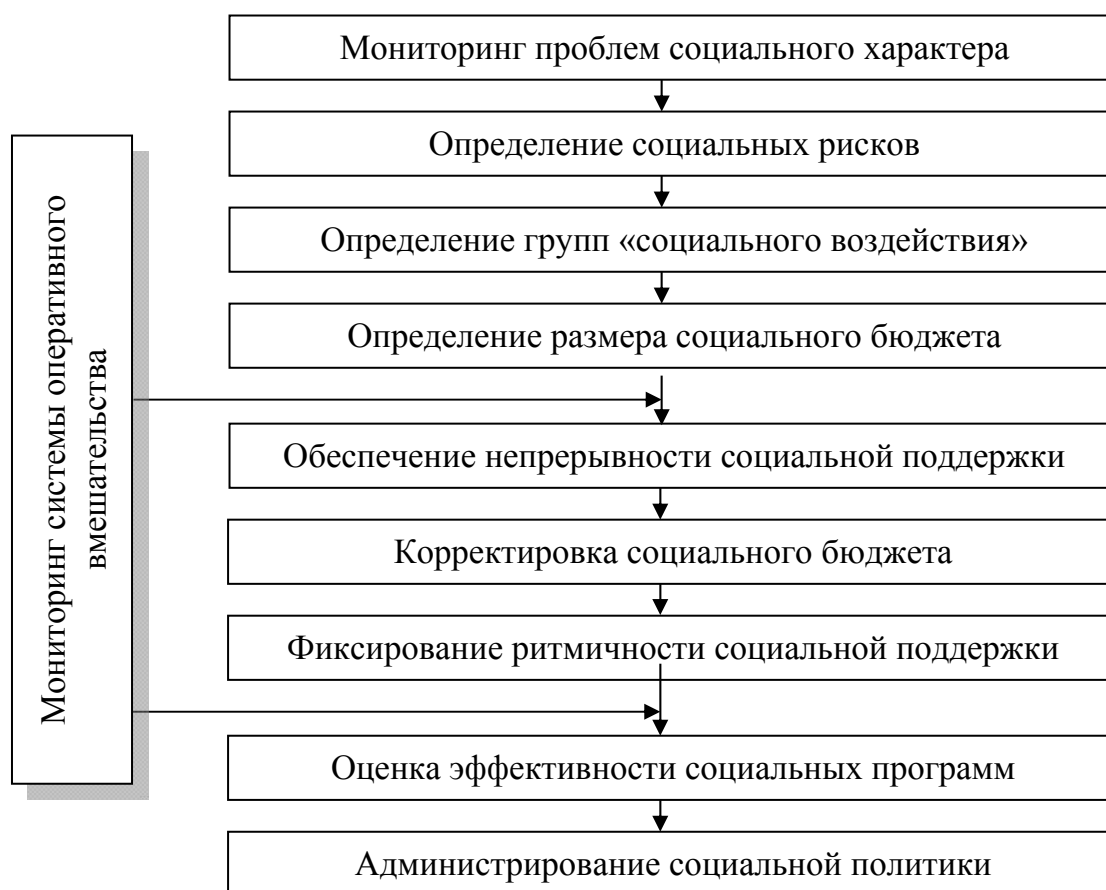 Мониторинг проблем социального характера
Определение социальных рисков
Определение групп «социального воздействия»
Определение размера социального бюджета
Обеспечение непрерывности социальной поддержки
Корректировка социального бюджета
Фиксирование ритмичности социальной поддержки
Оценка эффективности социальных программ
Администрирование социальной политики
Мониторинг системы оперативного
вмешательства